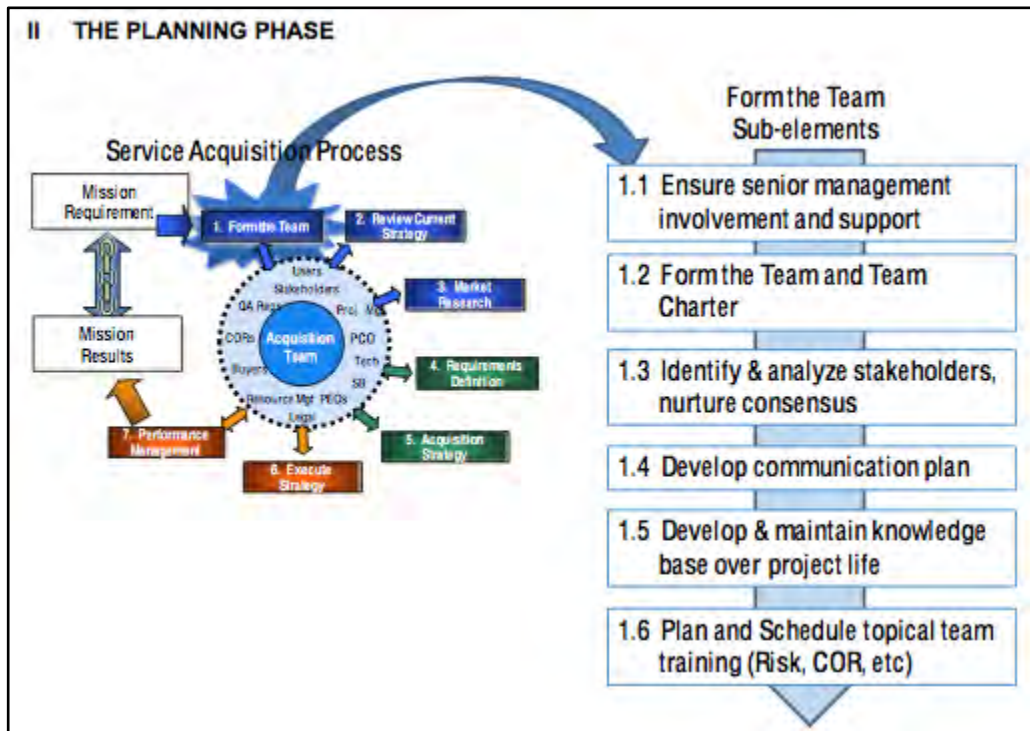 II THE PLANNING PHASE
Service Acquisition Process
Mission
Requirement
1. Form the Team
2. Review Current
Strategy
3. Market
Research
4. Requirements
Definition
5. Acquisition
Strategy
6. Execute
Strategy
7. Performance
Management
Mission
Results
Users
Stakeholders
QA Reps
Proj. Mgt
CORs
PCO
Acquisition
Team
Tech
Buyers
SB
Resource Mgt PEOs
Legal
Form the Team
Sub-elements
1.1 Ensure senior management
involvement and support
1.2 Form the Team and Team
Charter
1.3 Identify & analyze stakeholders,
nurture consensus
1.4 Develop communication plan
1.5 Develop & maintain knowledge
base over project life
1.6 Plan and Schedule topical team
training (Risk, COR, etc)